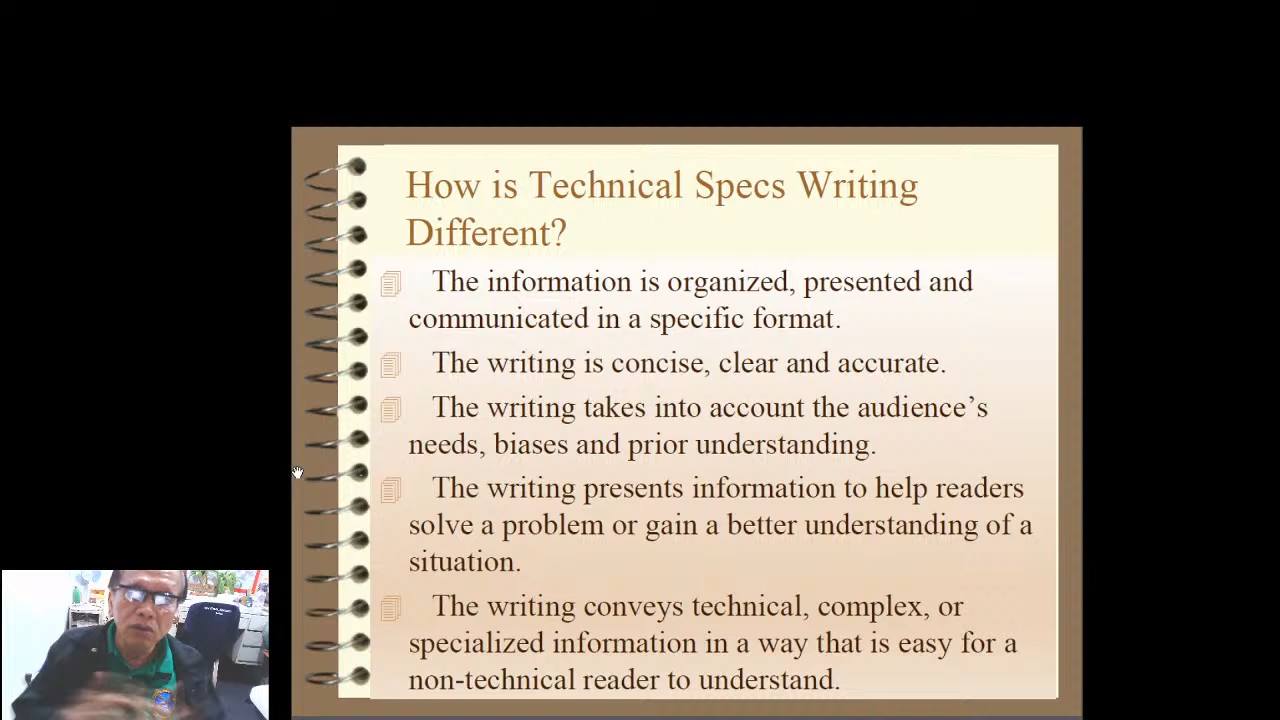 How is Technical Specs Writing
Different?
The information is organized, presented and
communicated in a specific format.
The writing is concise, clear and accurate.
The writing takes into account the audience's
needs, biases and prior understanding.
The writing presents information to help readers
solve a problem or gain a better understanding of a
situation.
The writing conveys technical, complex, or
specialized information in a way that is easy for a
non-technical reader to understand.